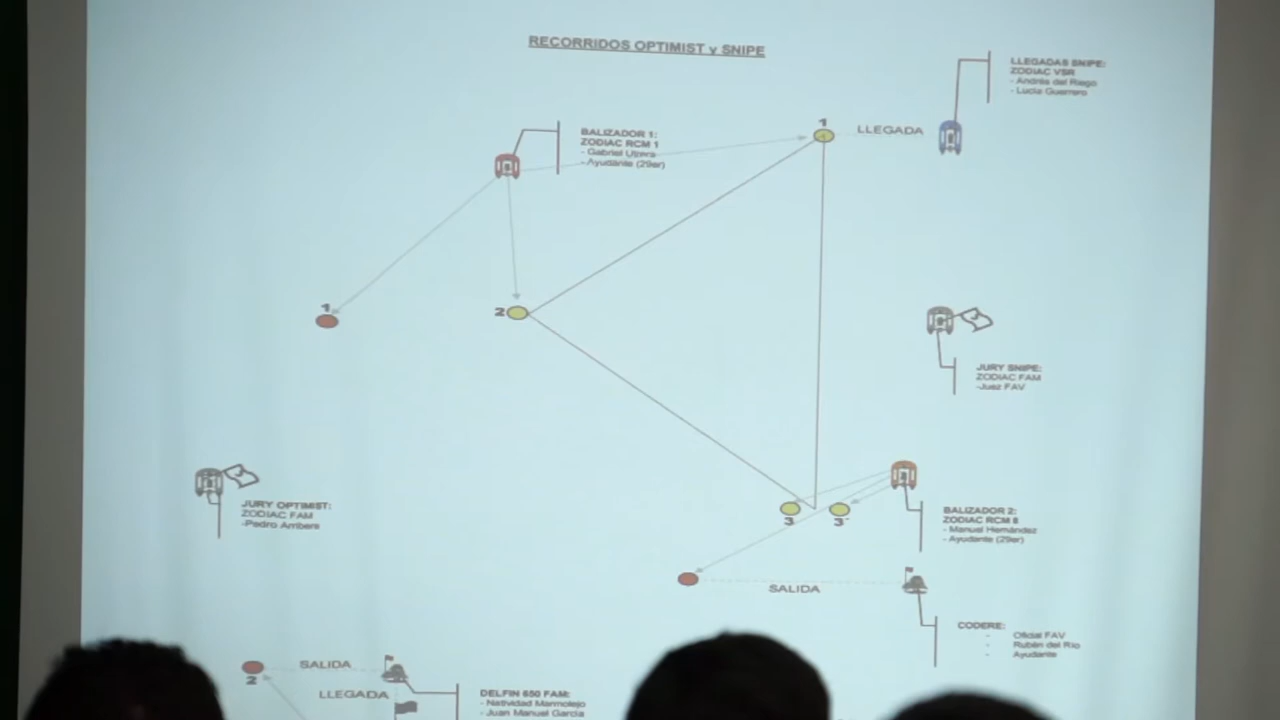 RECORRIDOS OPTIMIST y SNIPE
LLEGADAS SNIPE:
ZODIAC VSR
- Andrés del Riego
- Lucía Guerrero
1
LLEGADA
BALIZADOR 1:
ZODIAC RCM 1
- Gabriel Utrera
- Ayudante (29er)
1
2
JURY SNIPE:
ZODIAC FAM
-Juez FAV
JURY OPTIMIST:
ZODIAC FAM
-Pedro Arribere
3
3'
BALIZADOR 2:
ZODIAC RCM 8
- Manuel Hernández
- Ayudante (29er)
SALIDA
CODERE:
- Oficial FAV
- Rubén del Río
- Ayudante
2
SALIDA
LLEGADA
DELFIN 650 FAM:
- Natividad Marmolejo
- Juan Manuel García